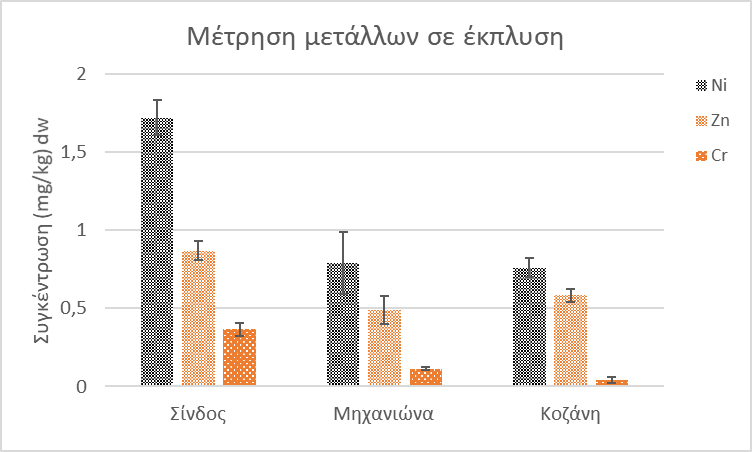 Μέτρηση μετάλλων σε έκπλυση
Συγκέντρωση (mg/kg) dw
2
1,5
1
0,5
0
Σίνδος
Μηχανιώνα
Κοζάνη
Ni
Zn
Cr